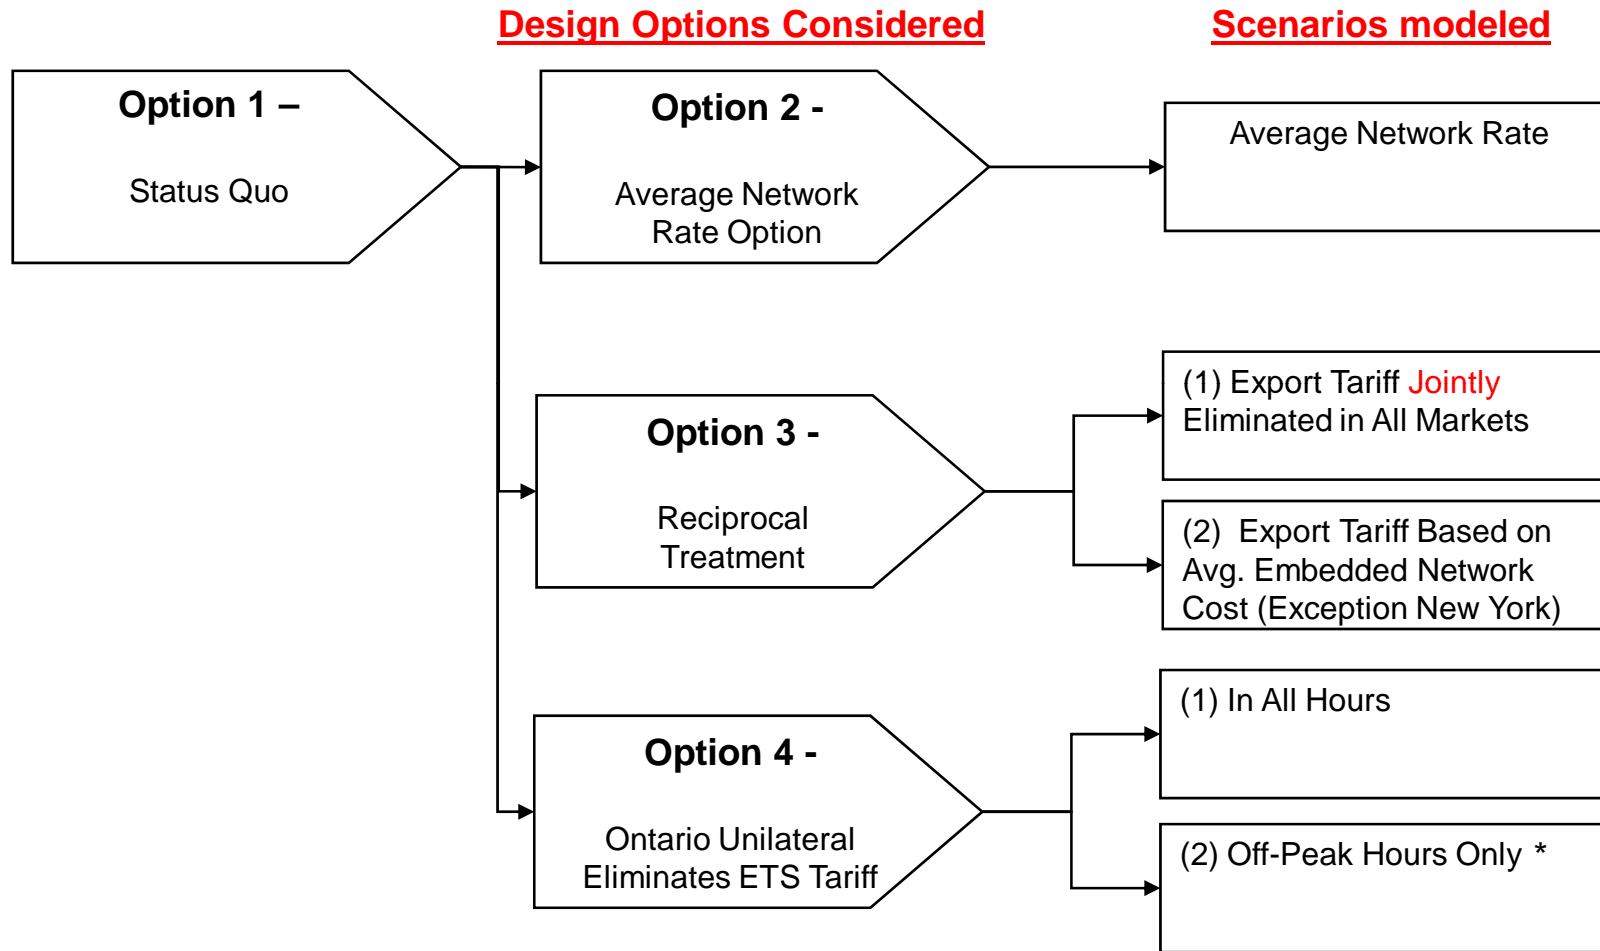 Design Options Considered
Scenarios modeled
Option 1 –
Status Quo
Option 2 -
Average Network
Rate Option
Average Network Rate
Option 3 -
Reciprocal
Treatment
(1) Export Tariff Jointly
Eliminated in All Markets
(2) Export Tariff Based on
Avg. Embedded Network
Cost (Exception New York)
Option 4 -
Ontario Unilateral
Eliminates ETS Tariff
(1) In All Hours
(2) Off-Peak Hours Only *